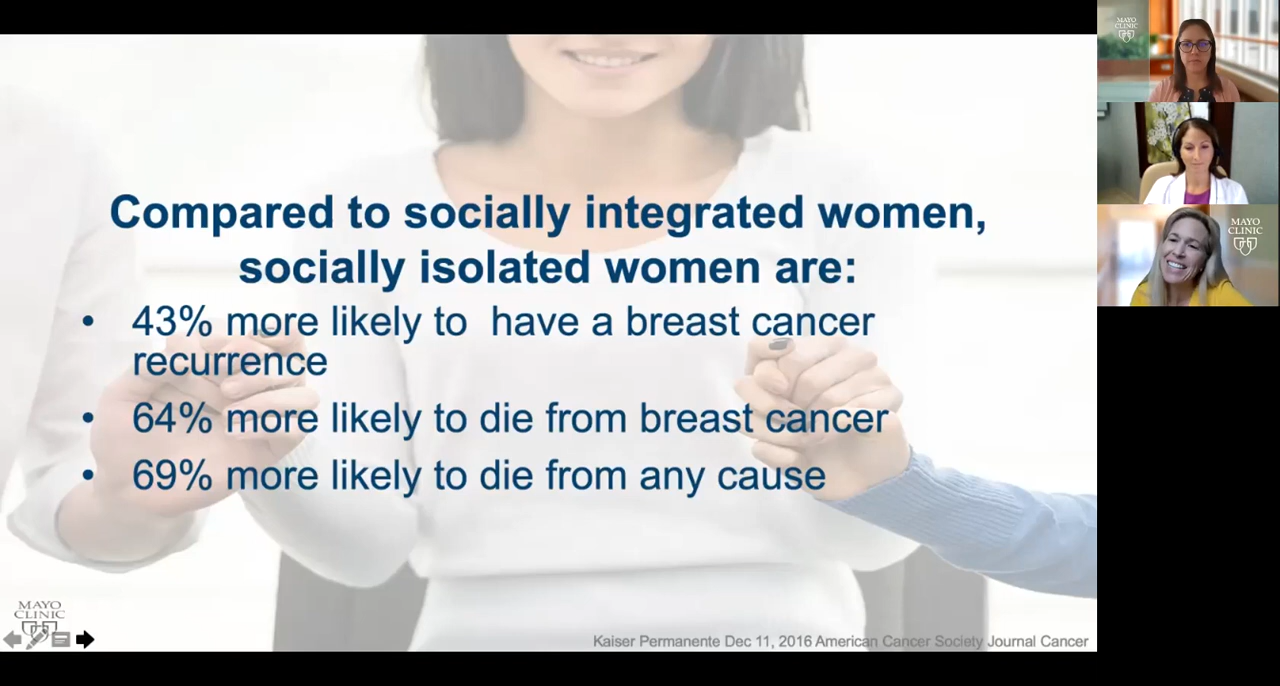 Compared to socially integrated women,
socially isolated women are:
• 43% more likely to have a breast cancer
recurrence
• 64% more likely to die from breast cancer
• 69% more likely to die from any cause
MAYO
CLINIC
Kaiser Permanente Dec 11, 2016 American Cancer Society Journal Cancer
MAYO
CLINIC
MAYO
CLINIC